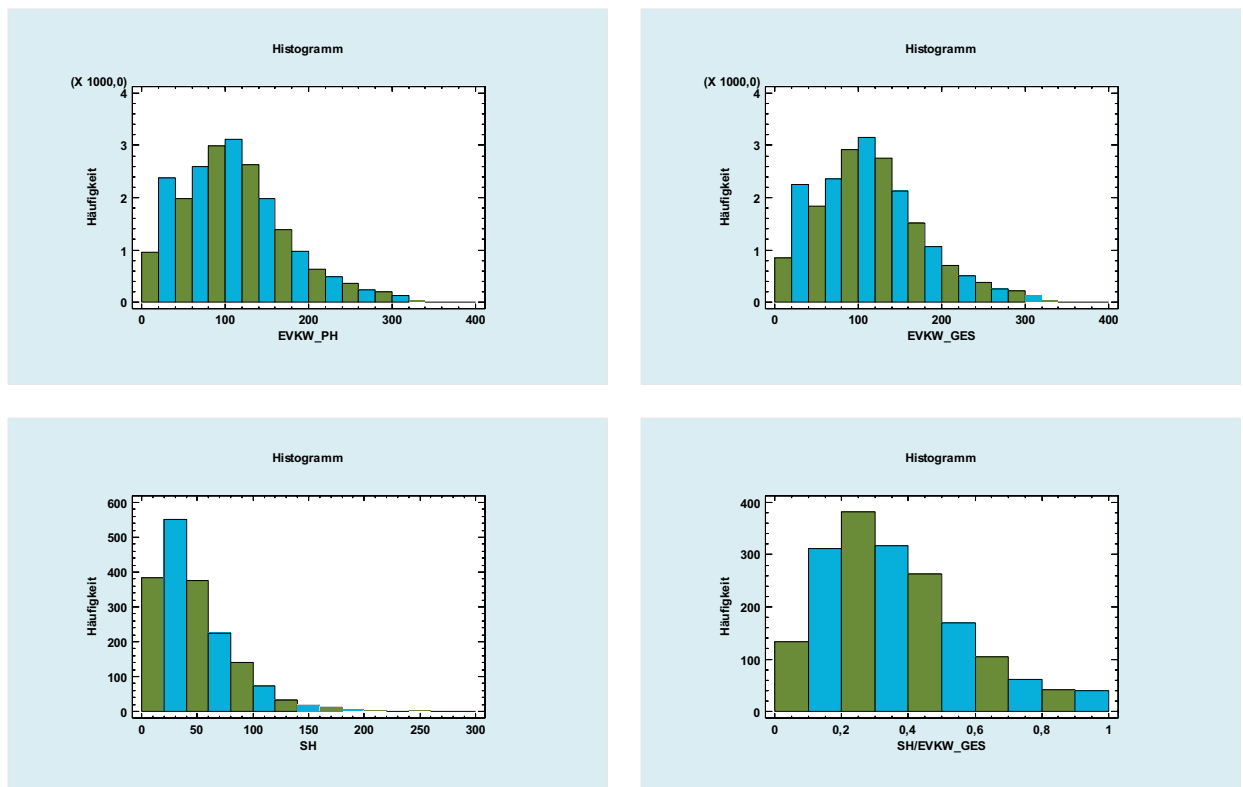 Histogramm
(X 1000,0)
4
3
2
1
0
Häufigkeit
0 100 200 300 400
EVKW_PH
Histogramm
(X 1000,0)
4
3
2
1
0
Häufigkeit
0 100 200 300 400
EVKW_GES
Histogramm
600
500
400
300
200
100
0
Häufigkeit
0 50 100 150 200 250 300
SH
Histogramm
400
300
200
100
0
Häufigkeit
0 0,2 0,4 0,6 0,8 1
SH/EVKW_GES